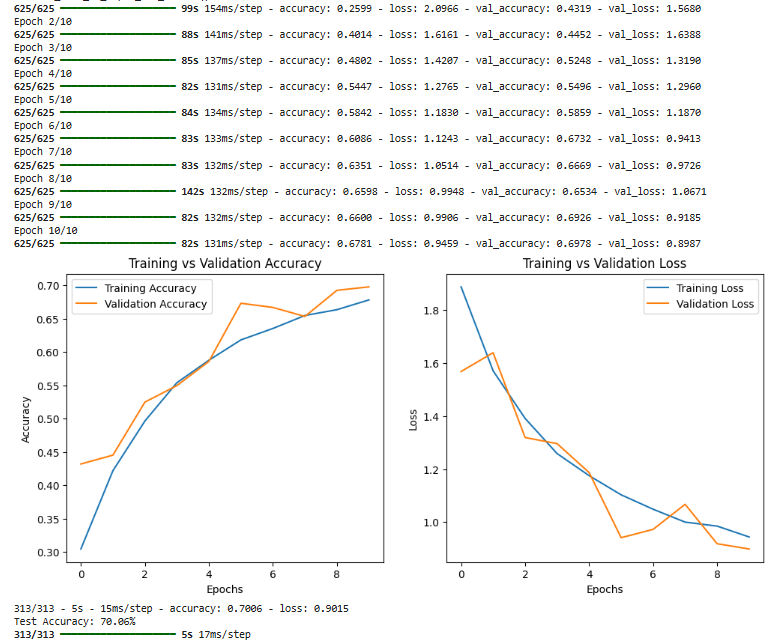 625/625 ━━━━━━━━━━━━━━━━━━━━ 99s 154ms/step - accuracy: 0.2599 - loss: 2.0966 - val_accuracy: 0.4319 - val_loss: 1.5680
Epoch 2/10
625/625 ━━━━━━━━━━━━━━━━━━━━ 88s 141ms/step - accuracy: 0.4014 - loss: 1.6161 - val_accuracy: 0.4452 - val_loss: 1.6388
Epoch 3/10
625/625 ━━━━━━━━━━━━━━━━━━━━ 85s 137ms/step - accuracy: 0.4802 - loss: 1.4207 - val_accuracy: 0.5248 - val_loss: 1.3190
Epoch 4/10
625/625 ━━━━━━━━━━━━━━━━━━━━ 82s 131ms/step - accuracy: 0.5447 - loss: 1.2765 - val_accuracy: 0.5496 - val_loss: 1.2960
Epoch 5/10
625/625 ━━━━━━━━━━━━━━━━━━━━ 84s 134ms/step - accuracy: 0.5842 - loss: 1.1830 - val_accuracy: 0.5859 - val_loss: 1.1870
Epoch 6/10
625/625 ━━━━━━━━━━━━━━━━━━━━ 83s 133ms/step - accuracy: 0.6086 - loss: 1.1243 - val_accuracy: 0.6732 - val_loss: 0.9413
Epoch 7/10
625/625 ━━━━━━━━━━━━━━━━━━━━ 83s 132ms/step - accuracy: 0.6351 - loss: 1.0514 - val_accuracy: 0.6669 - val_loss: 0.9726
Epoch 8/10
625/625 ━━━━━━━━━━━━━━━━━━━━ 142s 132ms/step - accuracy: 0.6598 - loss: 0.9948 - val_accuracy: 0.6534 - val_loss: 1.0671
Epoch 9/10
625/625 ━━━━━━━━━━━━━━━━━━━━ 82s 132ms/step - accuracy: 0.6600 - loss: 0.9906 - val_accuracy: 0.6926 - val_loss: 0.9185
Epoch 10/10
625/625 ━━━━━━━━━━━━━━━━━━━━ 82s 131ms/step - accuracy: 0.6781 - loss: 0.9459 - val_accuracy: 0.6978 - val_loss: 0.8987
Training vs Validation Accuracy
Training Accuracy
Validation Accuracy
Accuracy
0.70
0.65
0.60
0.55
0.50
0.45
0.40
0.35
0.30
0 2 4 6 8
Epochs
Training vs Validation Loss
Training Loss
Validation Loss
Loss
1.8
1.6
1.4
1.2
1.0
0 2 4 6 8
Epochs
313/313 - 5s - 15ms/step - accuracy: 0.7006 - loss: 0.9015
Test Accuracy: 70.06%
313/313 ━━━━━━━━━━━━━━━━━━━━ 5s 17ms/step